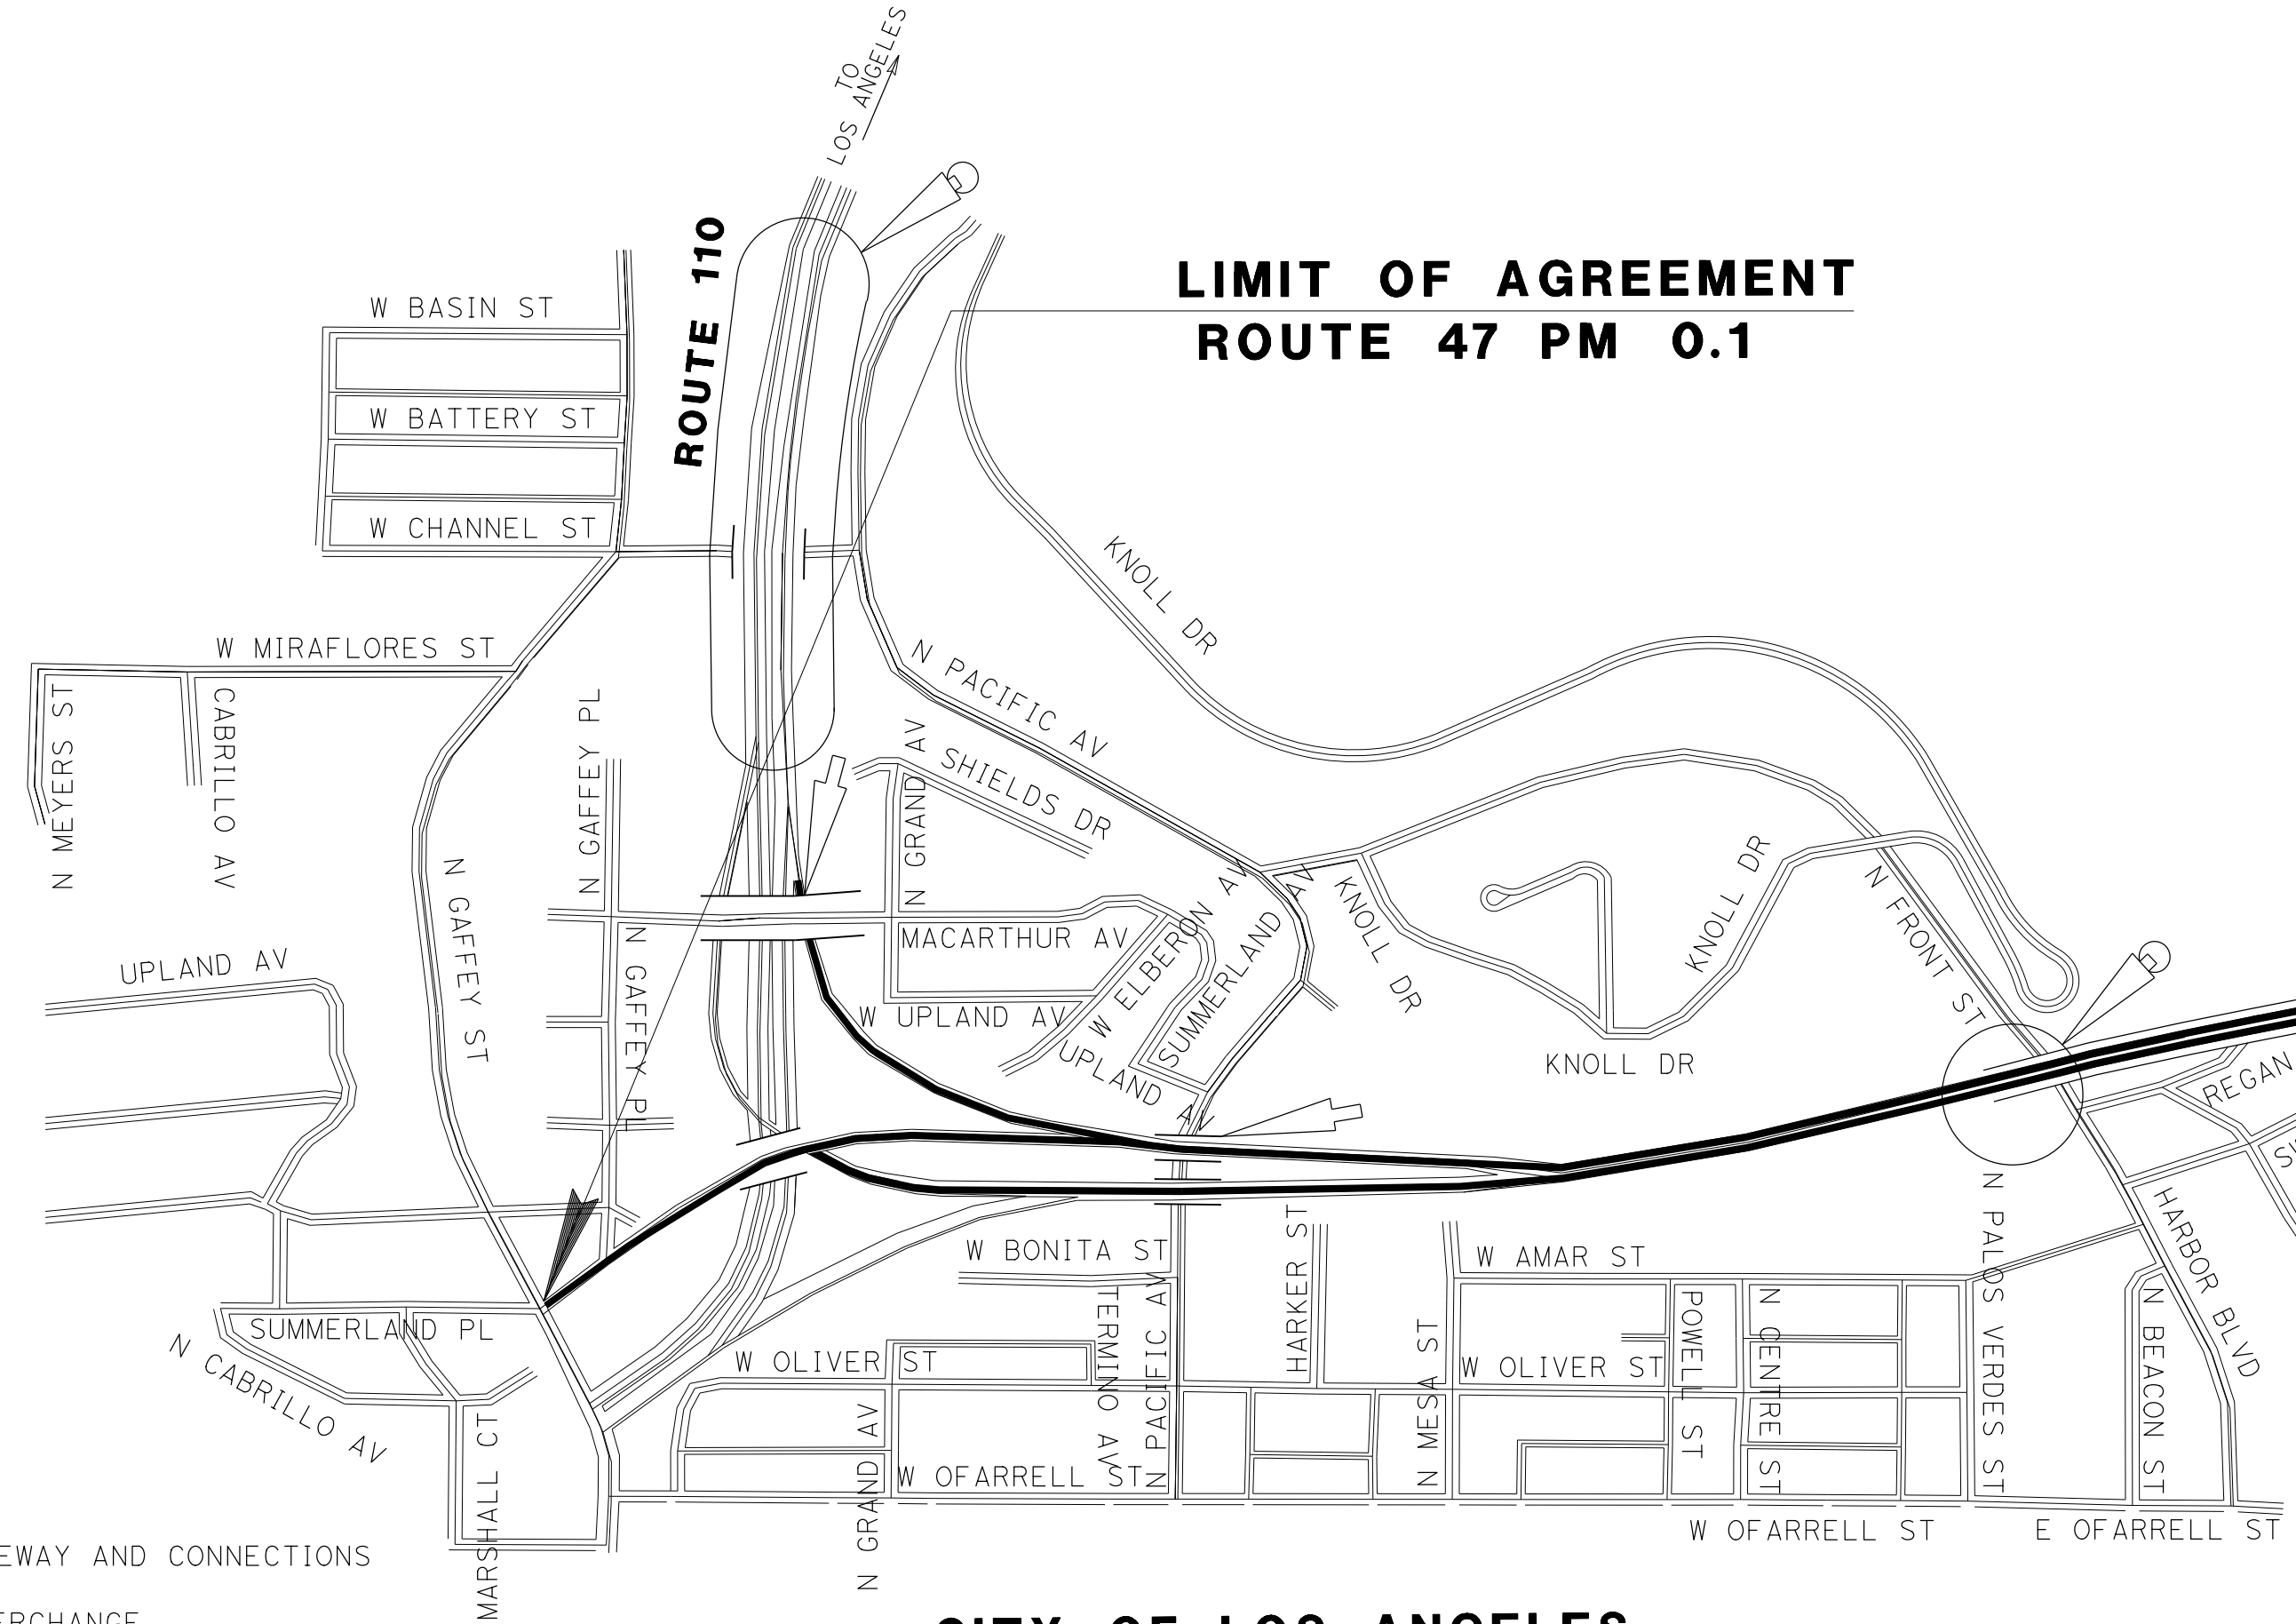 TO
LOS ANGELES
ROUTE 110
LIMIT OF AGREEMENT
ROUTE 47 PM 0.1
W BASIN ST
W BATTERY ST
W CHANNEL ST
KNOLL DR
W MIRAFLORES ST
N MEYERS ST
CABRILLO AV
N GAFFEY PL
N PACIFIC AV
N GRAND AV
SHIELDS DR
N GAFFEY ST
N GAFFEY PL
UPLAND AV
MACARTHUR AV
W UPLAND AV
W ELBERON AV
SUMMERLAND AV
UPLAND AV
KNOLL DR
KNOLL DR
KNOLL DR
N FRONT ST
REGAN
W BONITA ST
HARKER ST
W AMAR ST
N PALOS VERDES ST
HARBOR BLVD
SUMMERLAND PL
N CABRILLO AV
W OLIVER ST
TERMINO AV
N PACIFIC AV
N MESA ST
W OLIVER ST
POWELL ST
N CENTRE ST
N BEACON ST
MARSHALL CT
N GRAND AV
W OFARRELL ST
W OFARRELL ST
E OFARRELL ST
EWAY AND CONNECTIONS
ERCHANGE
CITY OF LOS ANGELES